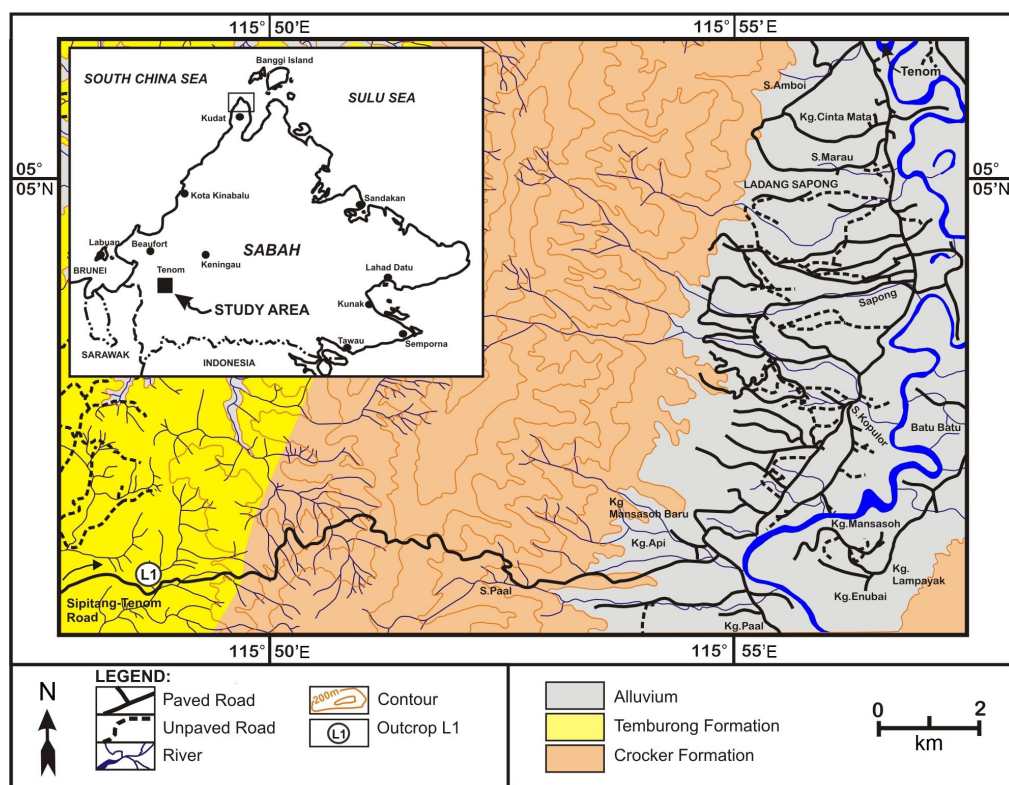 115° 50'E
115° 55'E
SOUTH CHINA SEA
Banggi Island
SULU SEA
Kudat
Kota Kinabalu
Sandakan
Labuan
Beaufort
SABAH
BRUNEI
Tenom
Keningau
Lahad Datu
STUDY AREA
Kunak
SARAWAK
INDONESIA
Tawau
Semporna
05°
05'N
05°
05'N
Tenom
S.Amboi
Kg.Cinta Mata
S.Marau
LADANG SAPONG
Sapong
S.Kopulor
Batu Batu
Kg
Mansasoh Baru
Kg.Api
Kg.Mansasoh
Kg.
Lampayak
Kg.Enubai
Kg.Paal
S.Paal
L1
Sipitang-Tenom
Road
115° 50'E
115° 55'E
N
LEGEND:
Paved Road
Unpaved Road
River
200m
Contour
L1
Outcrop L1
Alluvium
Temburong Formation
Crocker Formation
0
2
km